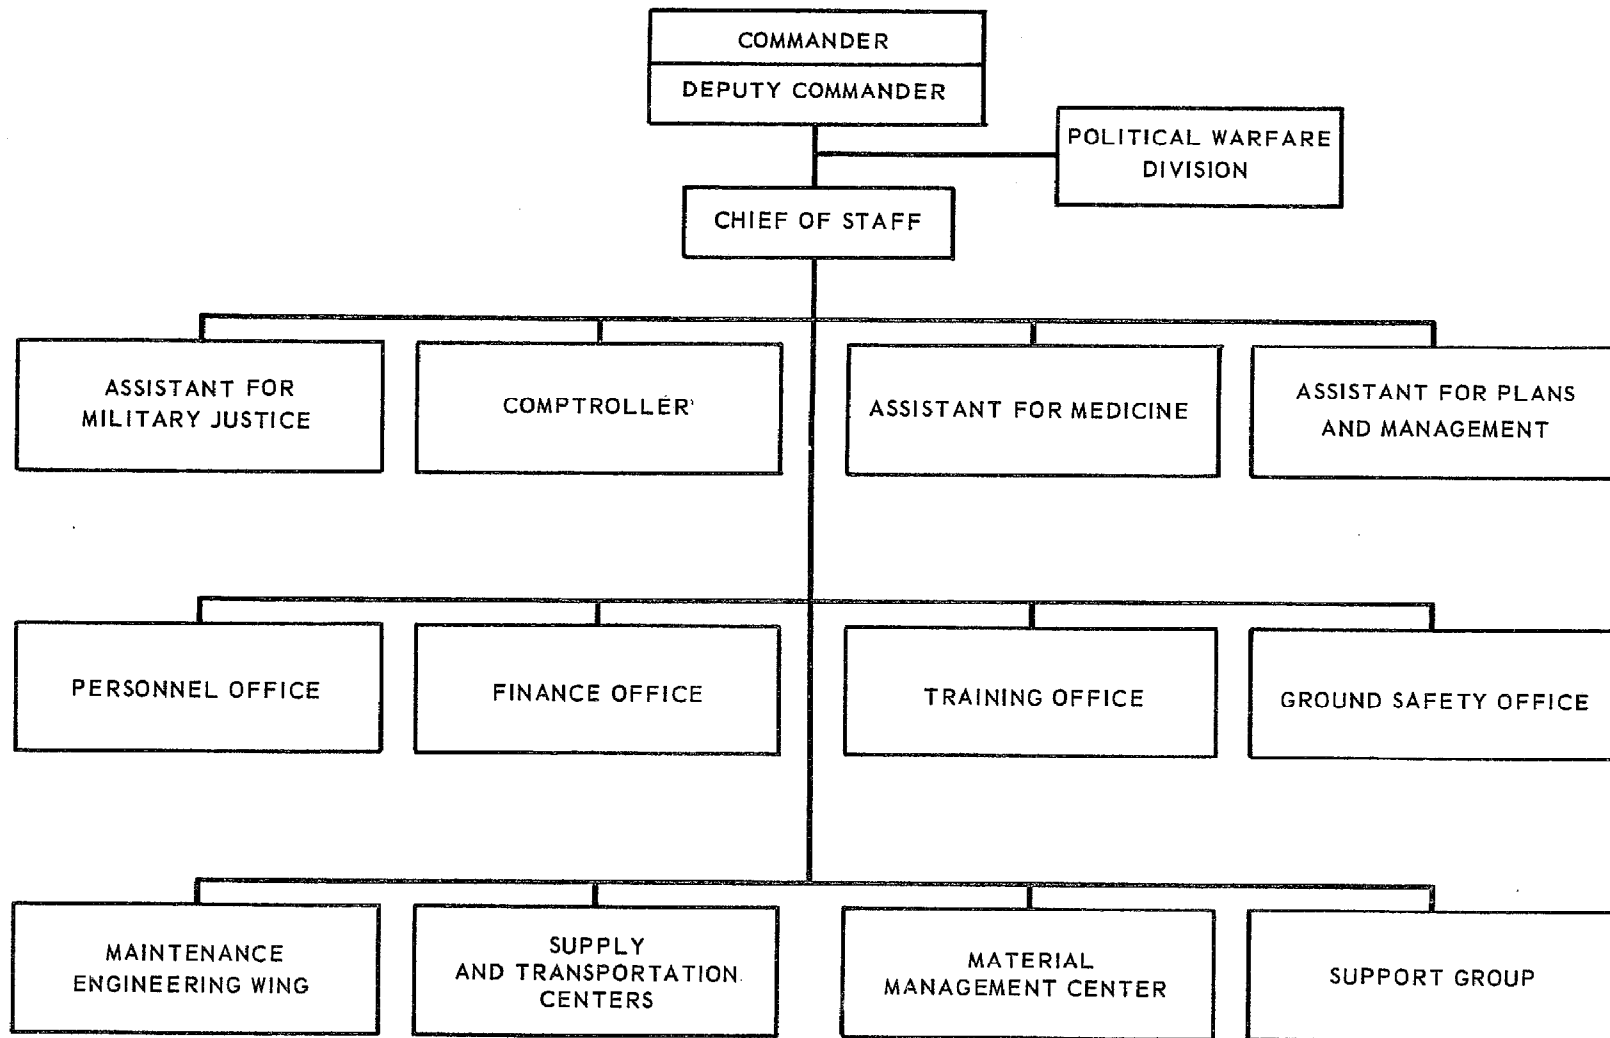 COMMANDER
DEPUTY COMMANDER
POLITICAL WARFARE
DIVISION
CHIEF OF STAFF
ASSISTANT FOR
MILITARY JUSTICE
COMPTROLLER
ASSISTANT FOR MEDICINE
ASSISTANT FOR PLANS
AND MANAGEMENT
PERSONNEL OFFICE
FINANCE OFFICE
TRAINING OFFICE
GROUND SAFETY OFFICE
MAINTENANCE
ENGINEERING WING
SUPPLY
AND TRANSPORTATION
CENTERS
MATERIAL
MANAGEMENT CENTER
SUPPORT GROUP